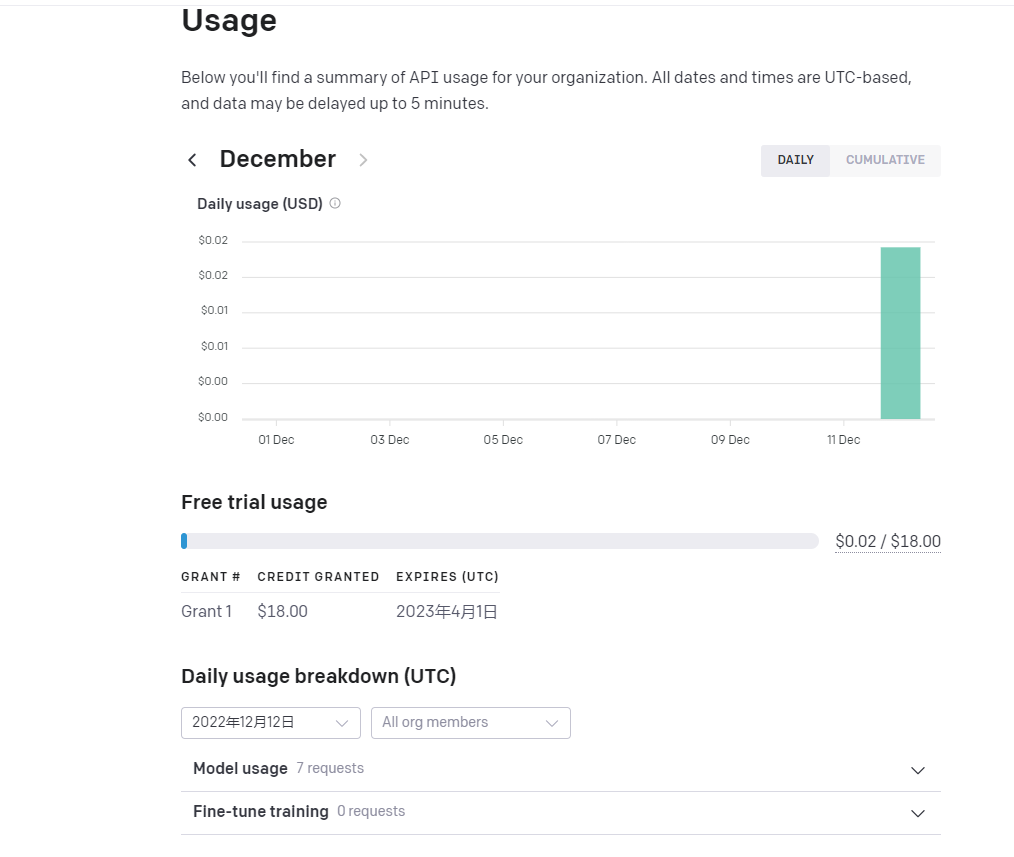 Usage
Below you'll find a summary of API usage for your organization. All dates and times are UTC-based,
and data may be delayed up to 5 minutes.
December
DAILY CUMULATIVE
Daily usage (USD)
$0.02
$0.02
$0.01
$0.01
$0.00
$0.00
01 Dec 03 Dec 05 Dec 07 Dec 09 Dec 11 Dec
Free trial usage
$0.02 / $18.00
GRANT # CREDIT GRANTED EXPIRES (UTC)
Grant 1 $18.00 2023年4月1日
Daily usage breakdown (UTC)
2022年12月12日 All org members
Model usage 7 requests
Fine-tune training 0 requests